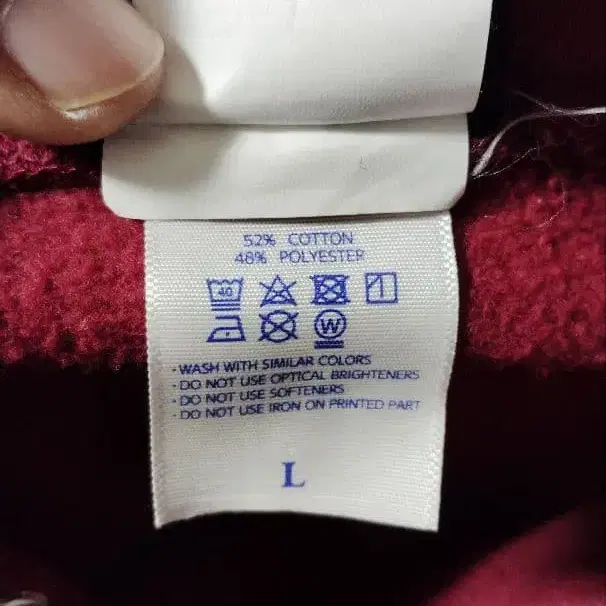 52% COTTON
48% POLYESTER
40
W
· WASH WITH SIMILAR COLORS
· DO NOT USE OPTICAL BRIGHTENERS
· DO NOT USE SOFTENERS
· DO NOT USE IRON ON PRINTED PART
L